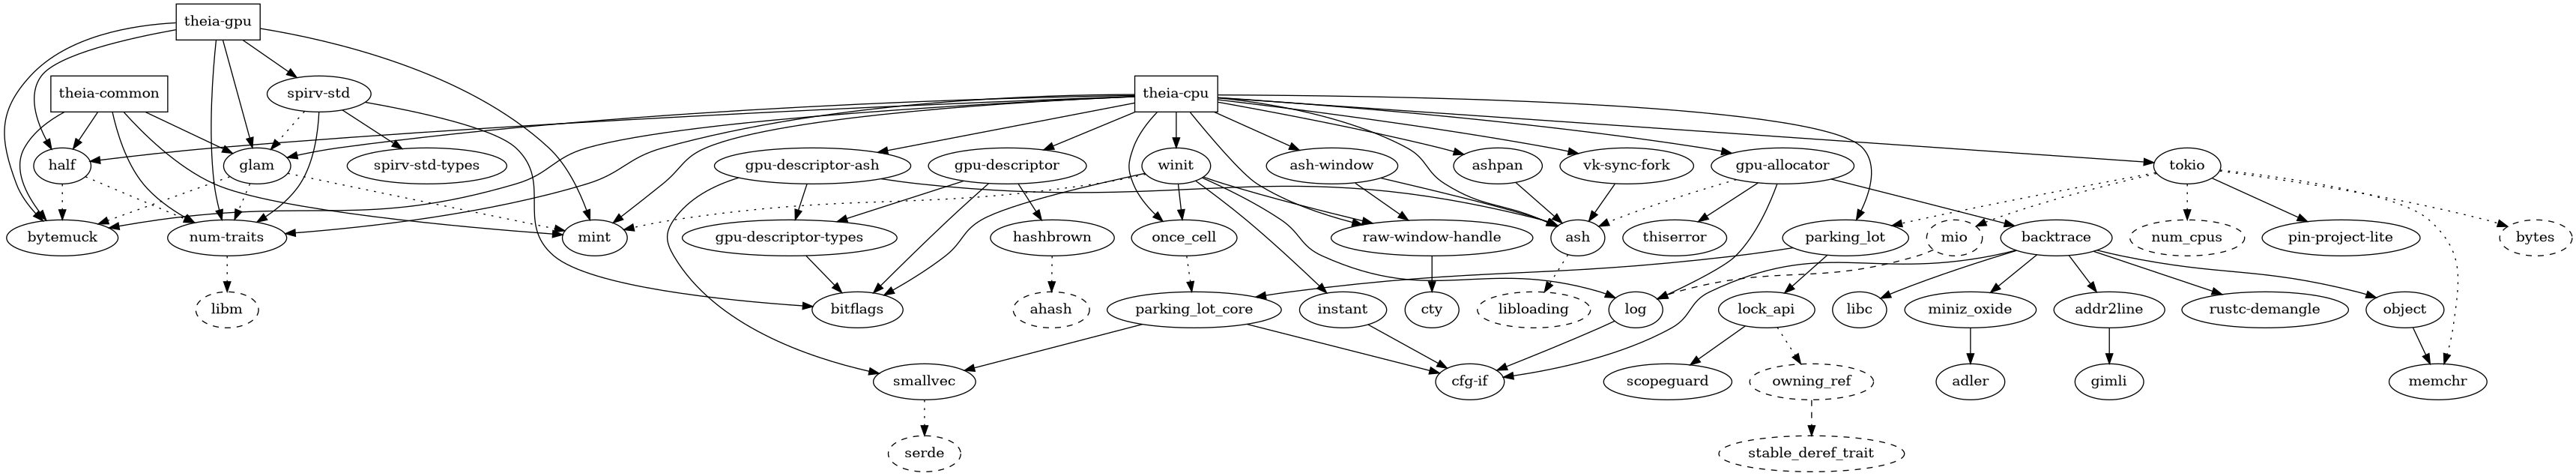 theia-gpu
theia-common
spirv-std
theia-cpu
half
glam
spirv-std-types
gpu-descriptor-ash
gpu-descriptor
winit
ash-window
ashpan
vk-sync-fork
gpu-allocator
tokio
bytemuck
num-traits
mint
gpu-descriptor-types
hashbrown
once_cell
raw-window-handle
ash
thiserror
parking_lot
mio
backtrace
num_cpus
pin-project-lite
bytes
libm
bitflags
ahash
parking_lot_core
instant
cty
libloading
log
lock_api
libc
miniz_oxide
addr2line
rustc-demangle
object
smallvec
cfg-if
scopeguard
owning_ref
adler
gimli
memchr
serde
stable_deref_trait